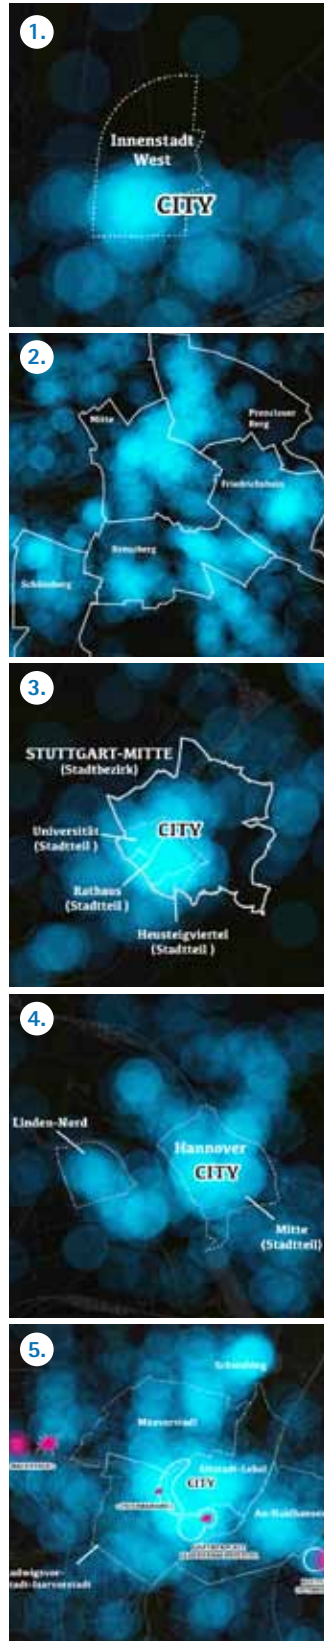 1.
Innenstadt
West
CITY
2.
Mitte
Prenzlauer
Berg
Friedrichshain
Kreuzberg
Schöneberg
3.
STUTTGART-MITTE
(Stadtbezirk)
CITY
Universität
(Stadtteil )
Rathaus
(Stadtteil )
Heusteigviertel
(Stadtteil )
4.
Linden-Nord
Hannover
CITY
Mitte
(Stadtteil)
5.
Schwabing
Maxvorstadt
Altstadt-Lehel
CITY
Au-Haidhausen